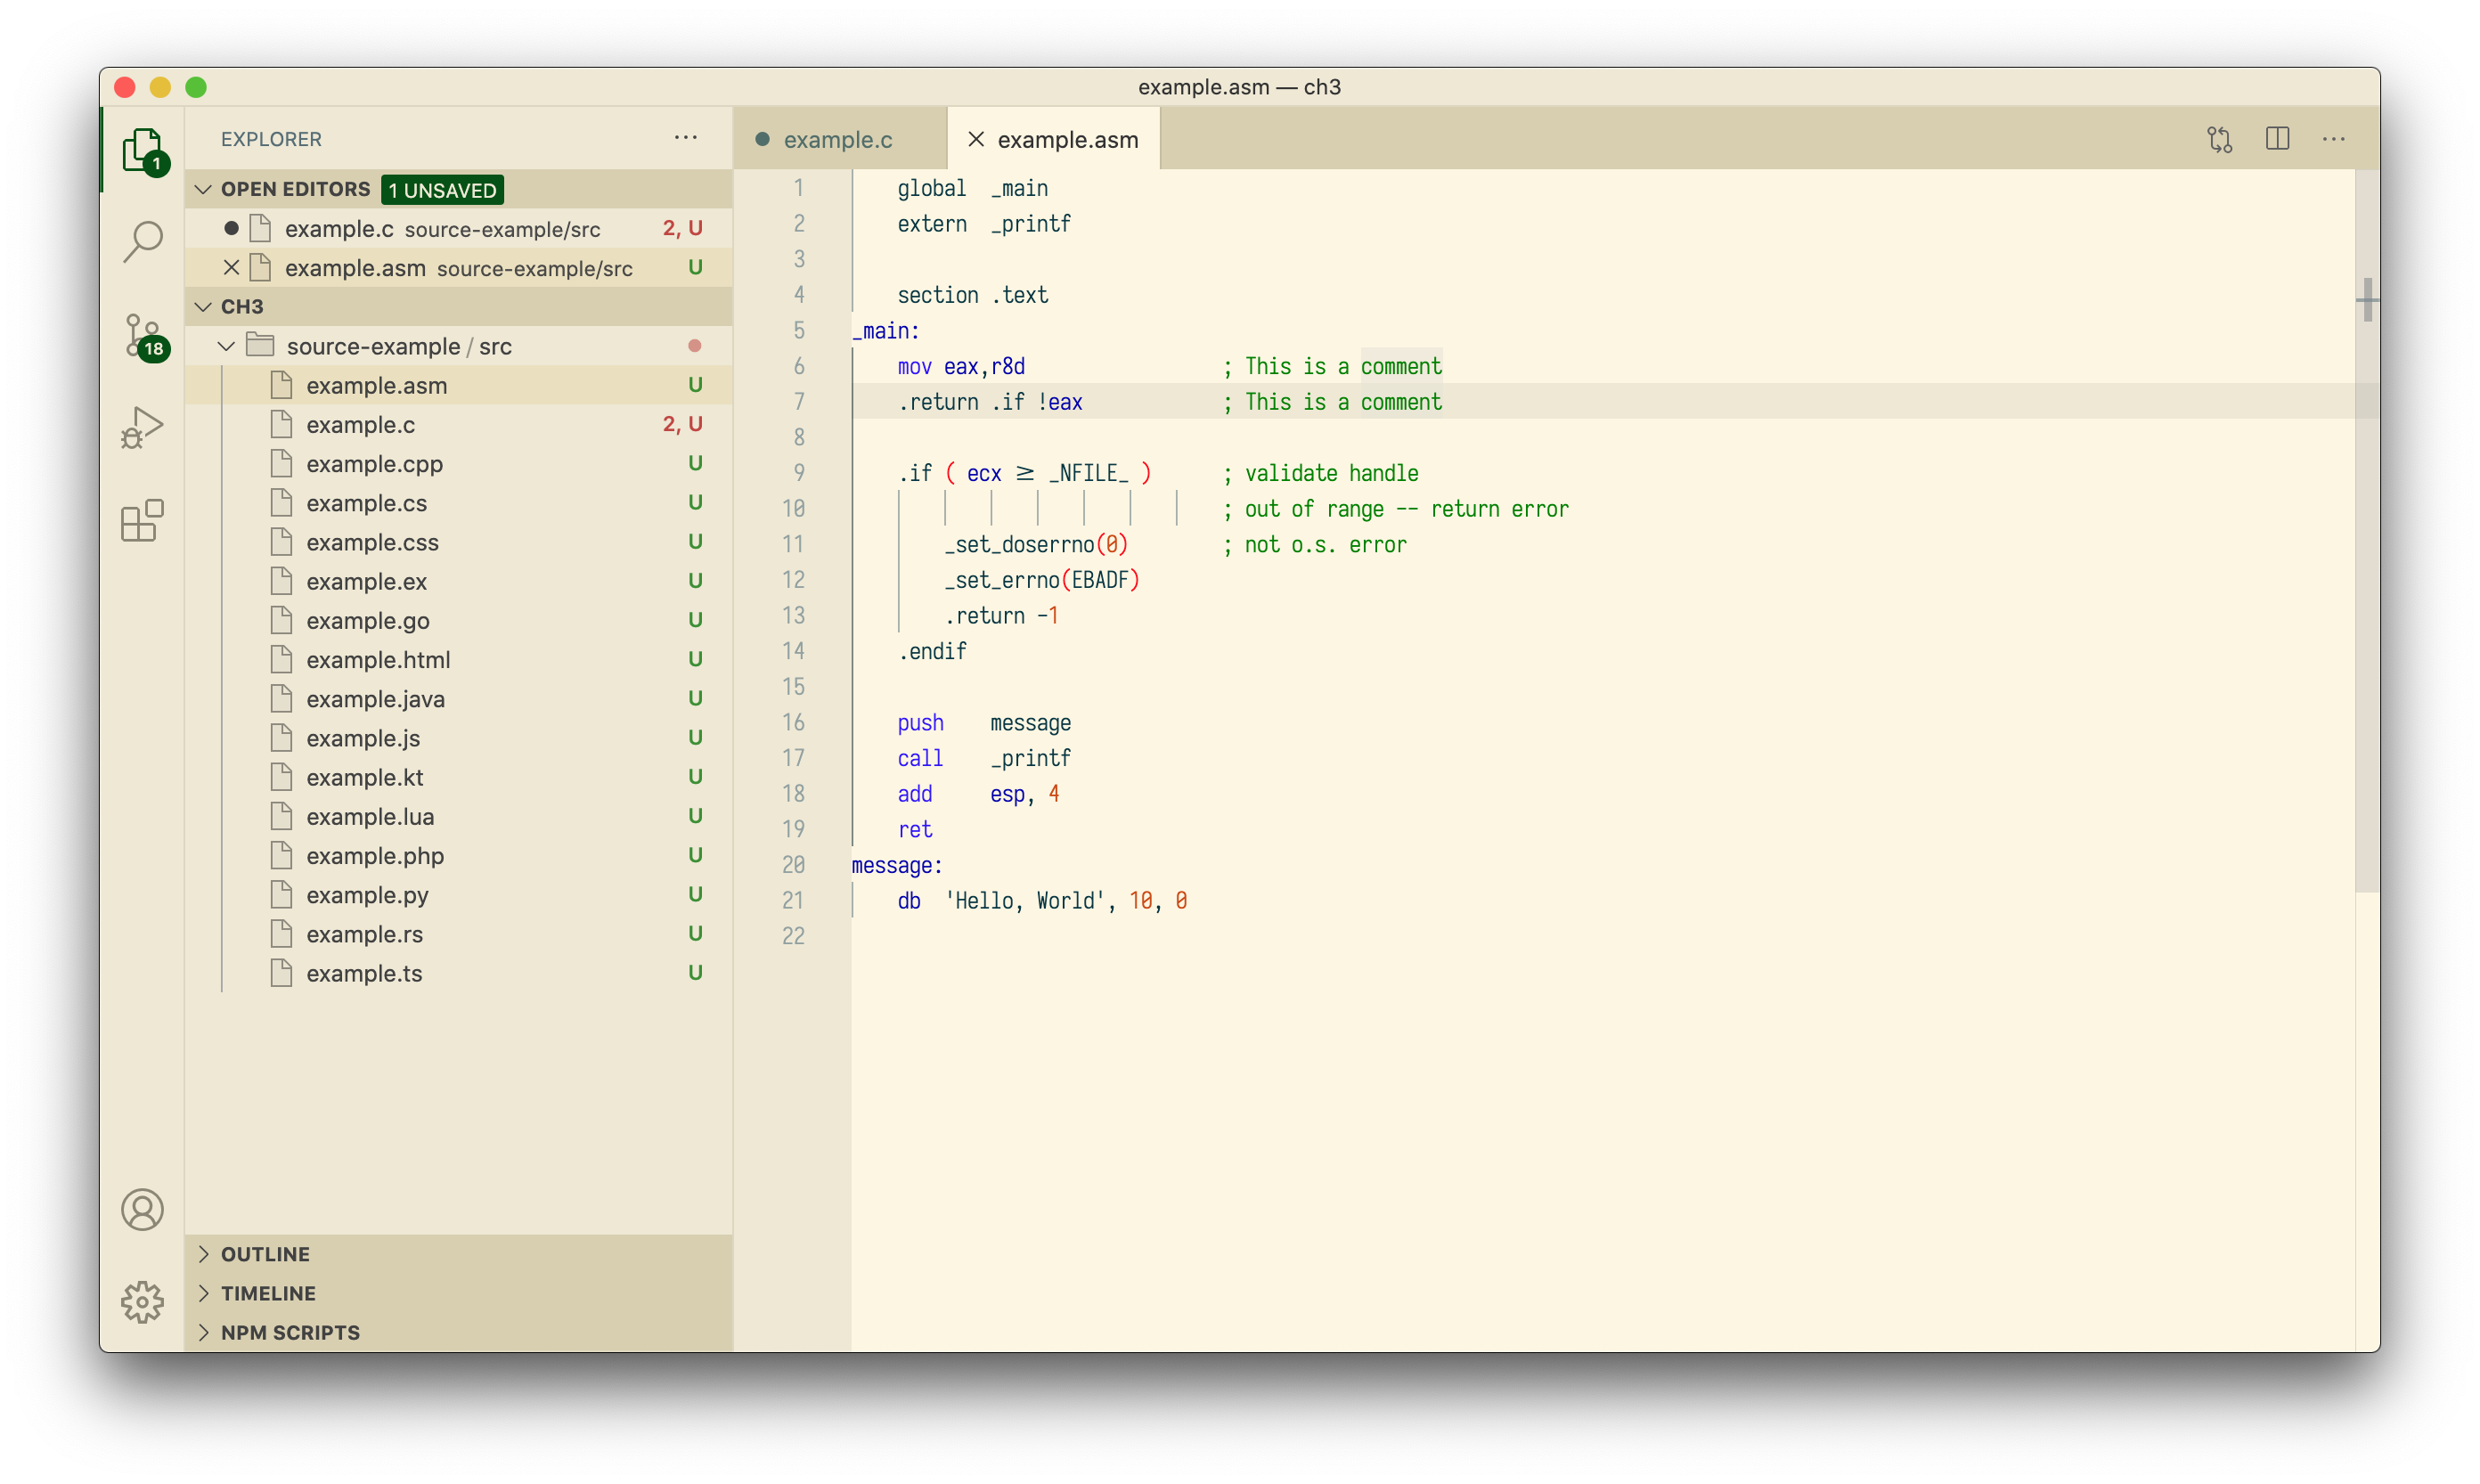 example.asm — ch3
1
18
EXPLORER
OPEN EDITORS 1 UNSAVED
example.c source-example/src 2, U
example.asm source-example/src U
CH3
source-example / src
example.asm U
example.c 2, U
example.cpp U
example.cs U
example.css U
example.ex U
example.go U
example.html U
example.java U
example.js U
example.kt U
example.lua U
example.php U
example.py U
example.rs U
example.ts U
OUTLINE
TIMELINE
NPM SCRIPTS
example.c example.asm
1 global _main
2 extern _printf
3
4 section .text
5 _main:
6 mov eax,r8d ; This is a comment
7 .return .if !eax ; This is a comment
8
9 .if ( ecx ≥ _NFILE_ ) ; validate handle
10 ; out of range -- return error
11 _set_doserrno(0) ; not o.s. error
12 _set_errno(EBADF)
13 .return -1
14 .endif
15
16 push message
17 call _printf
18 add esp, 4
19 ret
20 message:
21 db 'Hello, World', 10, 0
22